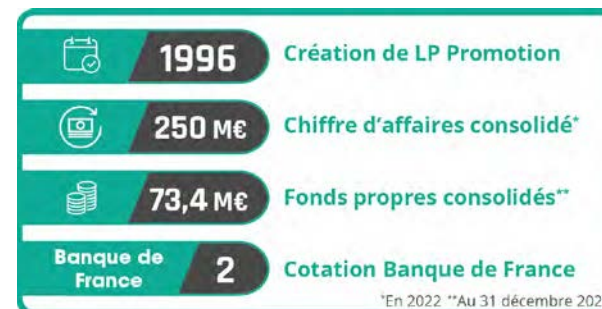 1996 Création de LP Promotion
250 M€ Chiffre d'affaires consolidé*
73,4 M€ Fonds propres consolidés**
Banque de
France
2 Cotation Banque de France
*En 2022 **Au 31 décembre 202